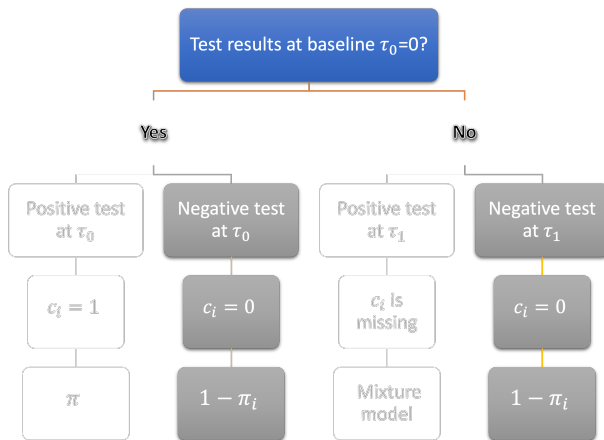 Test results at baseline τ₀=0?
Yes
No
Positive test
at τ₀
Negative test
at τ₀
Positive test
at τ₁
Negative test
at τ₁
cᵢ = 1
cᵢ = 0
cᵢ is
missing
cᵢ = 0
π
1 − πᵢ
Mixture
model
1 − πᵢ